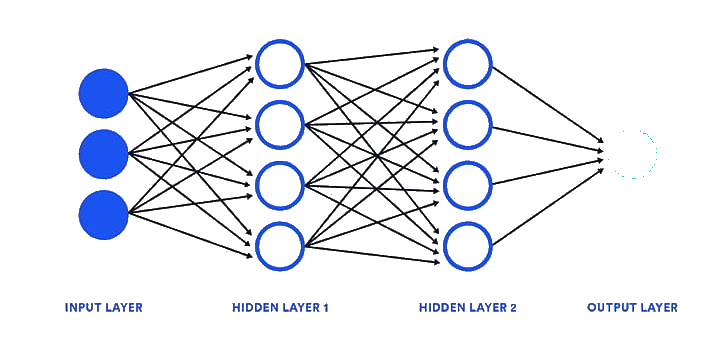 INPUT LAYER
HIDDEN LAYER 1
HIDDEN LAYER 2
OUTPUT LAYER